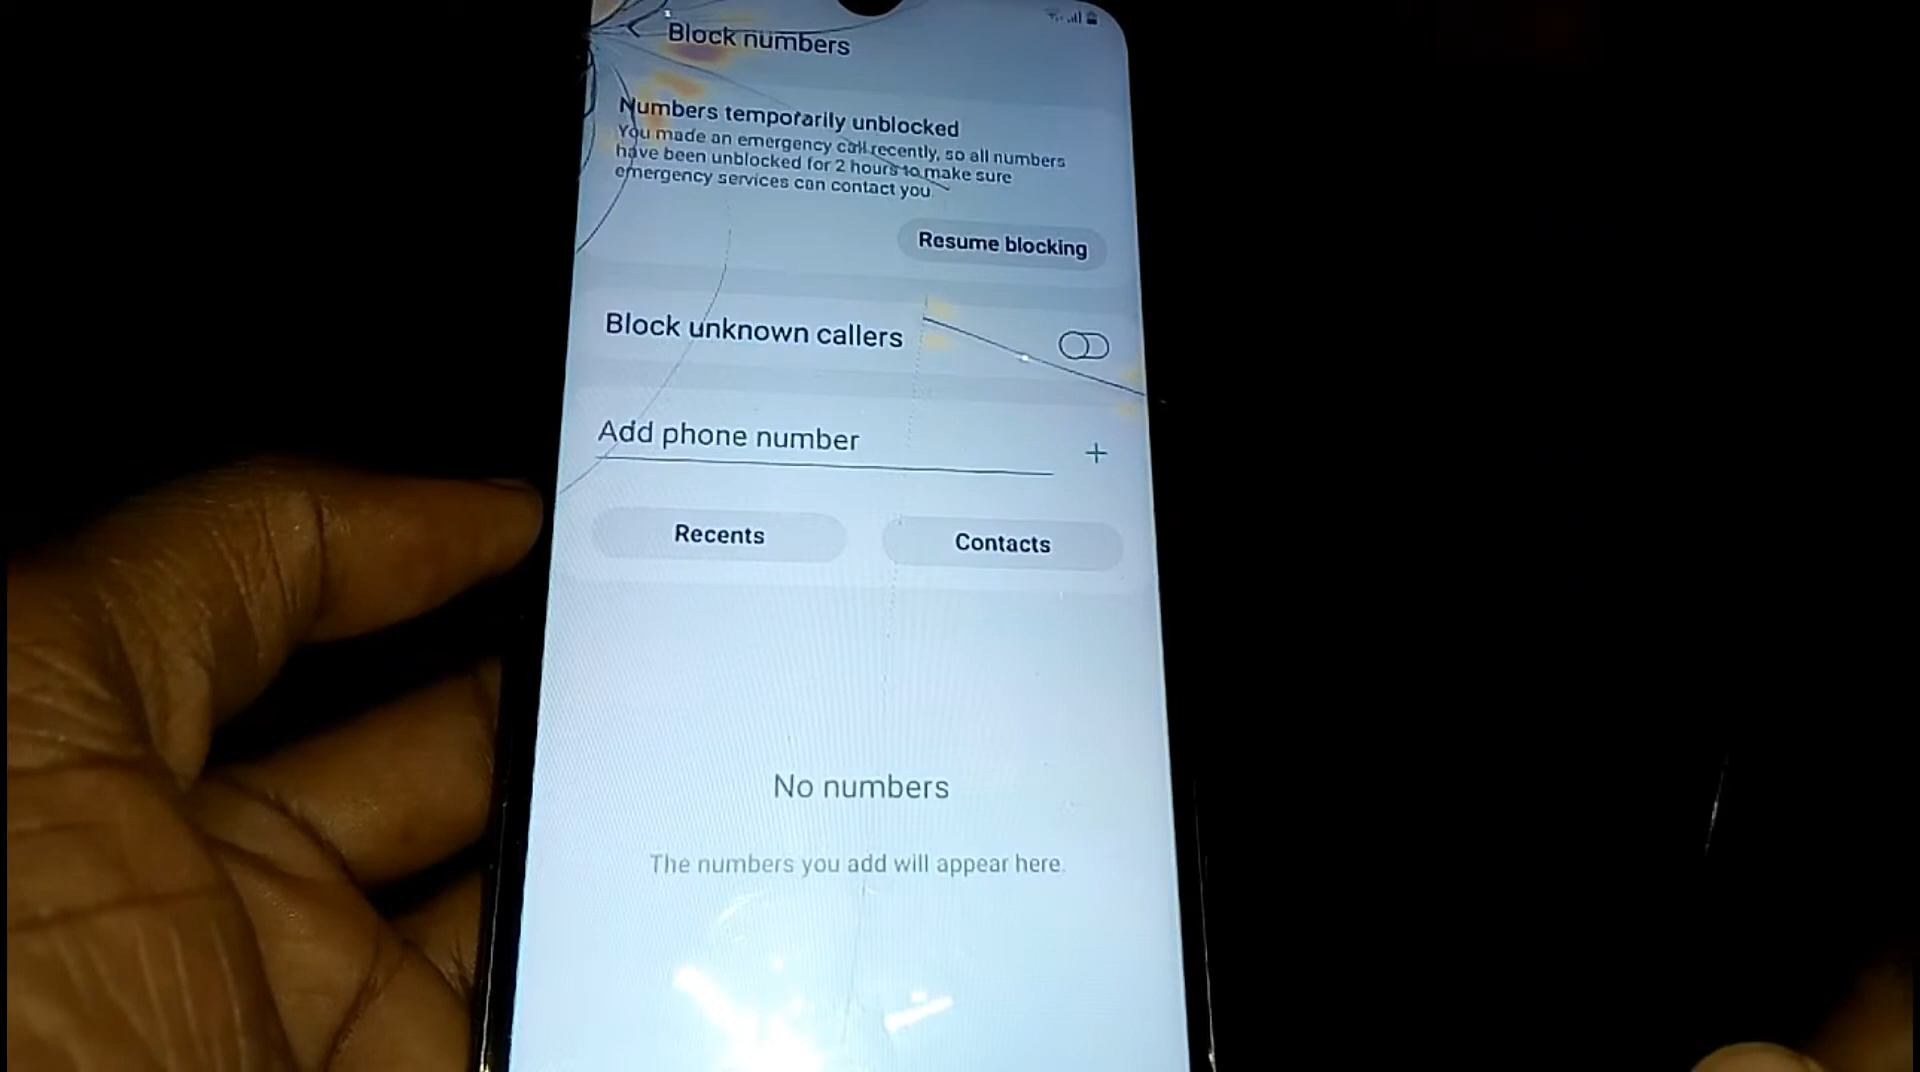 Block numbers
Numbers temporarily unblocked
You made an emergency call recently, so all numbers
have been unblocked for 2 hours to make sure
emergency services can contact you
Resume blocking
Block unknown callers
Add phone number
+
Recents
Contacts
No numbers
The numbers you add will appear here.